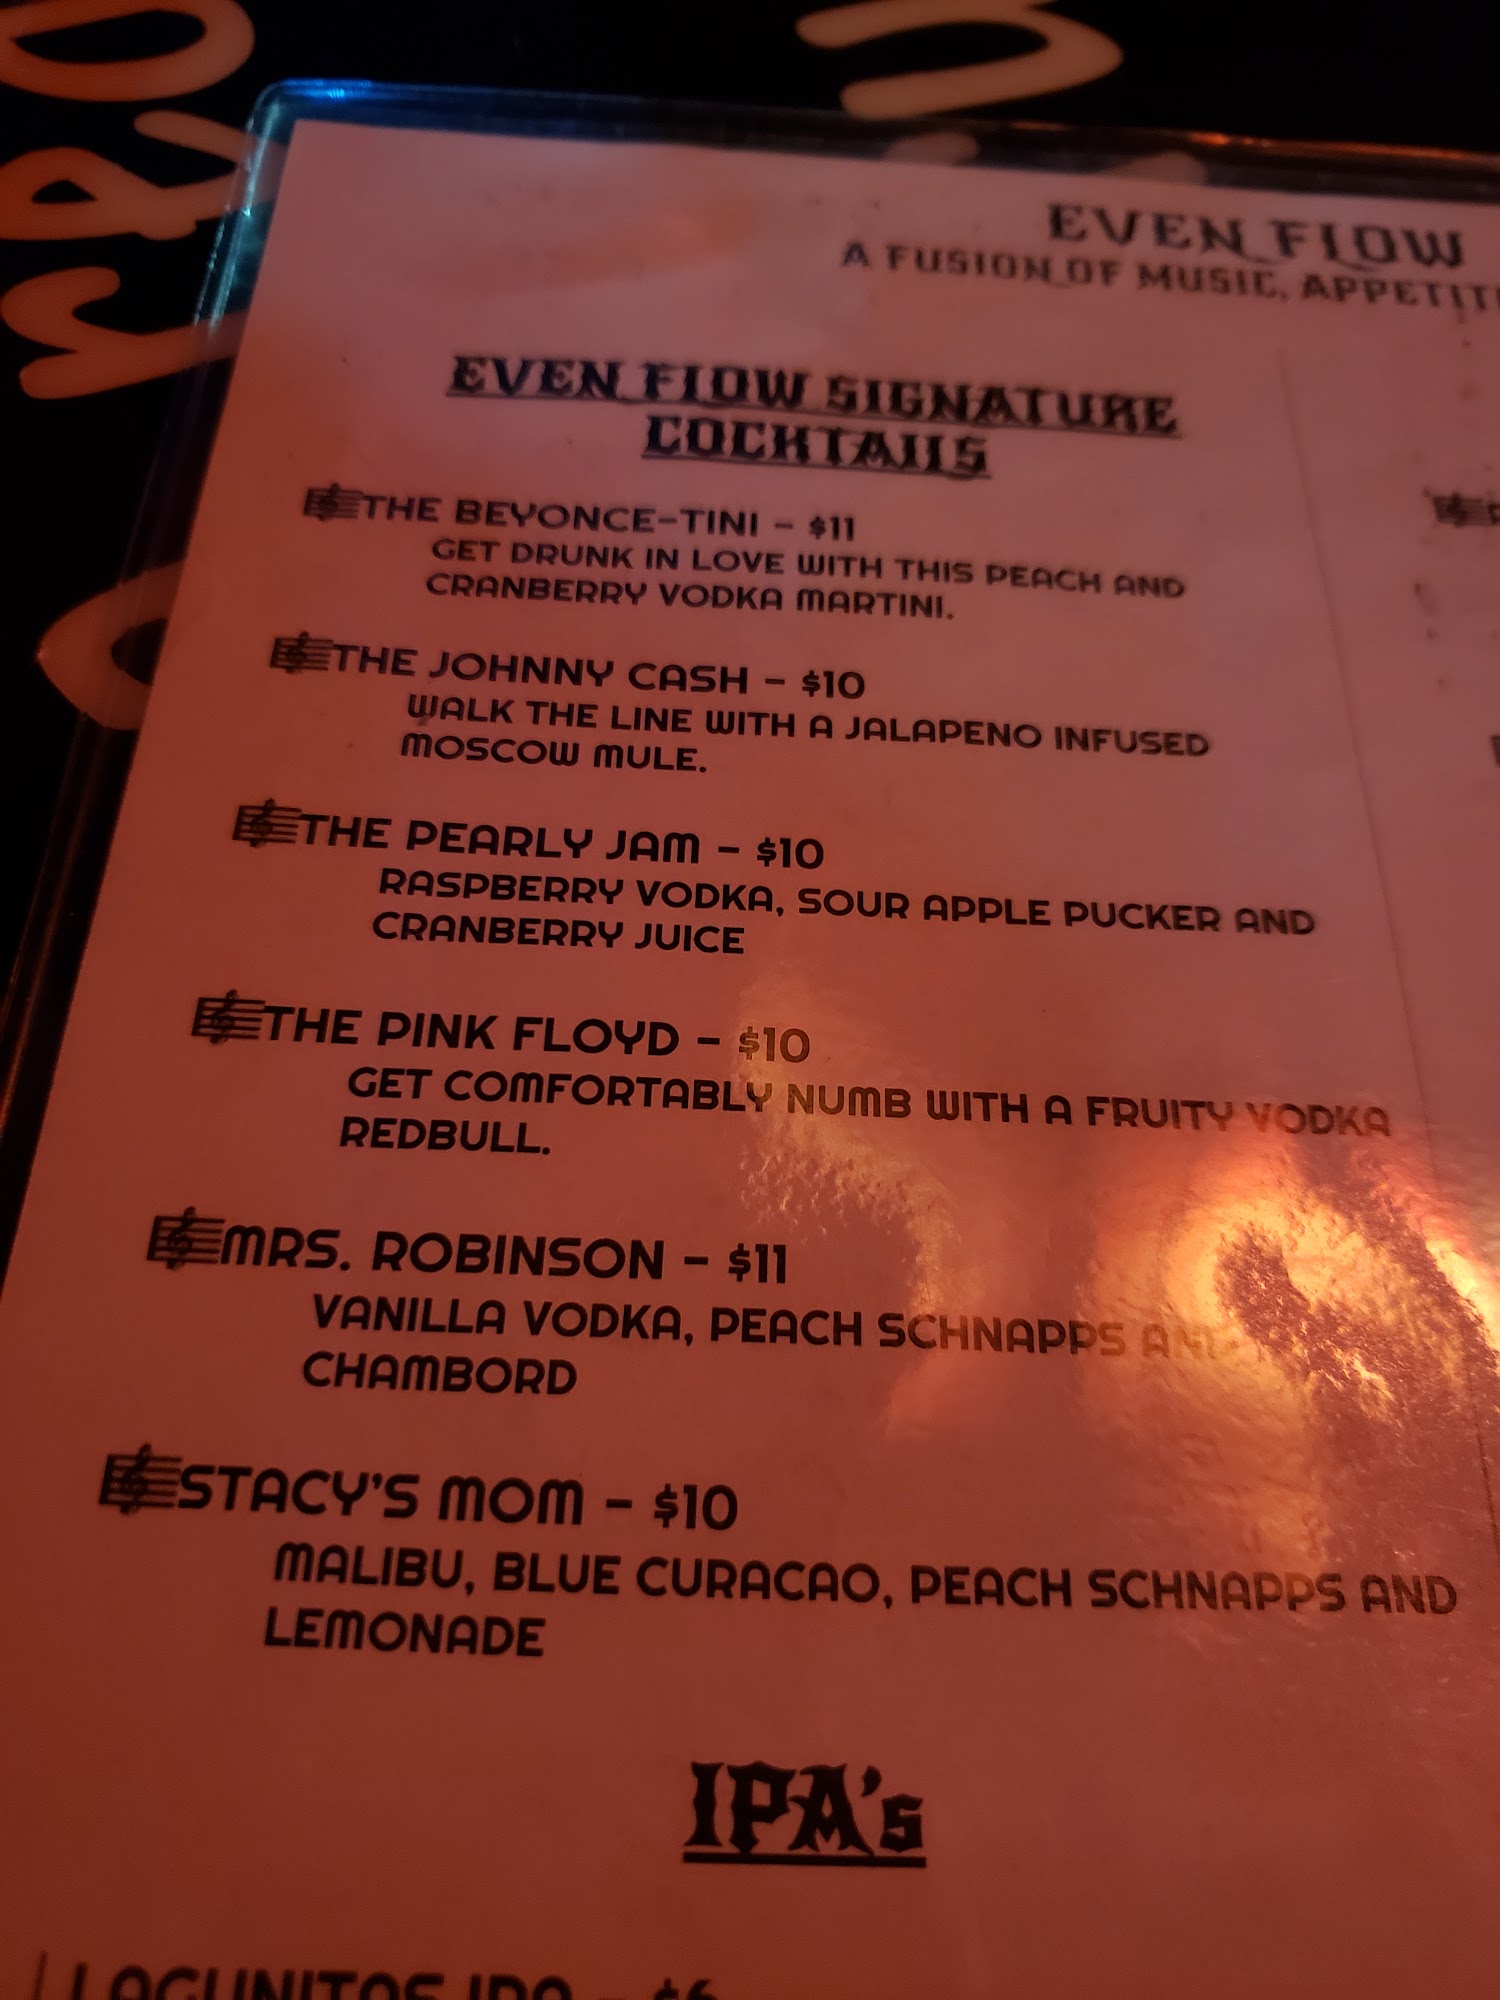 EVEN FLOW
A FUSION OF MUSIC,
EVEN FLOW SIGNATURE
COCKTAILS
THE BEYONCE-TINI - $11
GET DRUNK IN LOVE WITH THIS PEACH AND
CRANBERRY VODKA MARTINI.
THE JOHNNY CASH - $10
WALK THE LINE WITH A JALAPENO INFUSED
MOSCOW MULE.
THE PEARLY JAM - $10
RASPBERRY VODKA, SOUR APPLE PUCKER AND
CRANBERRY JUICE
THE PINK FLOYD - $10
GET COMFORTABLY NUMB WITH A FRUITY VODKA
REDBULL.
MRS. ROBINSON - $11
VANILLA VODKA, PEACH SCHNAPPS AND
CHAMBORD
STACY'S MOM - $10
MALIBU, BLUE CURACAO, PEACH SCHNAPPS AND
LEMONADE
IPA's
LAGUNITAS IPA - $6